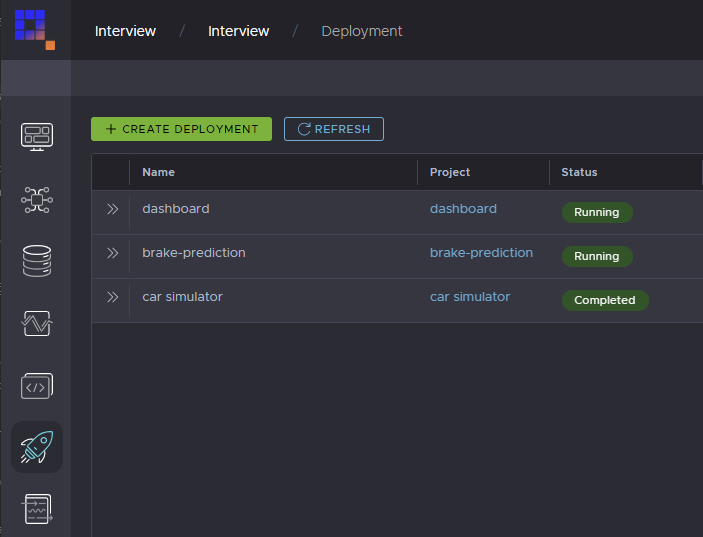 Interview / Interview / Deployment
+ CREATE DEPLOYMENT REFRESH
Name Project Status
dashboard dashboard Running
brake-prediction brake-prediction Running
car simulator car simulator Completed